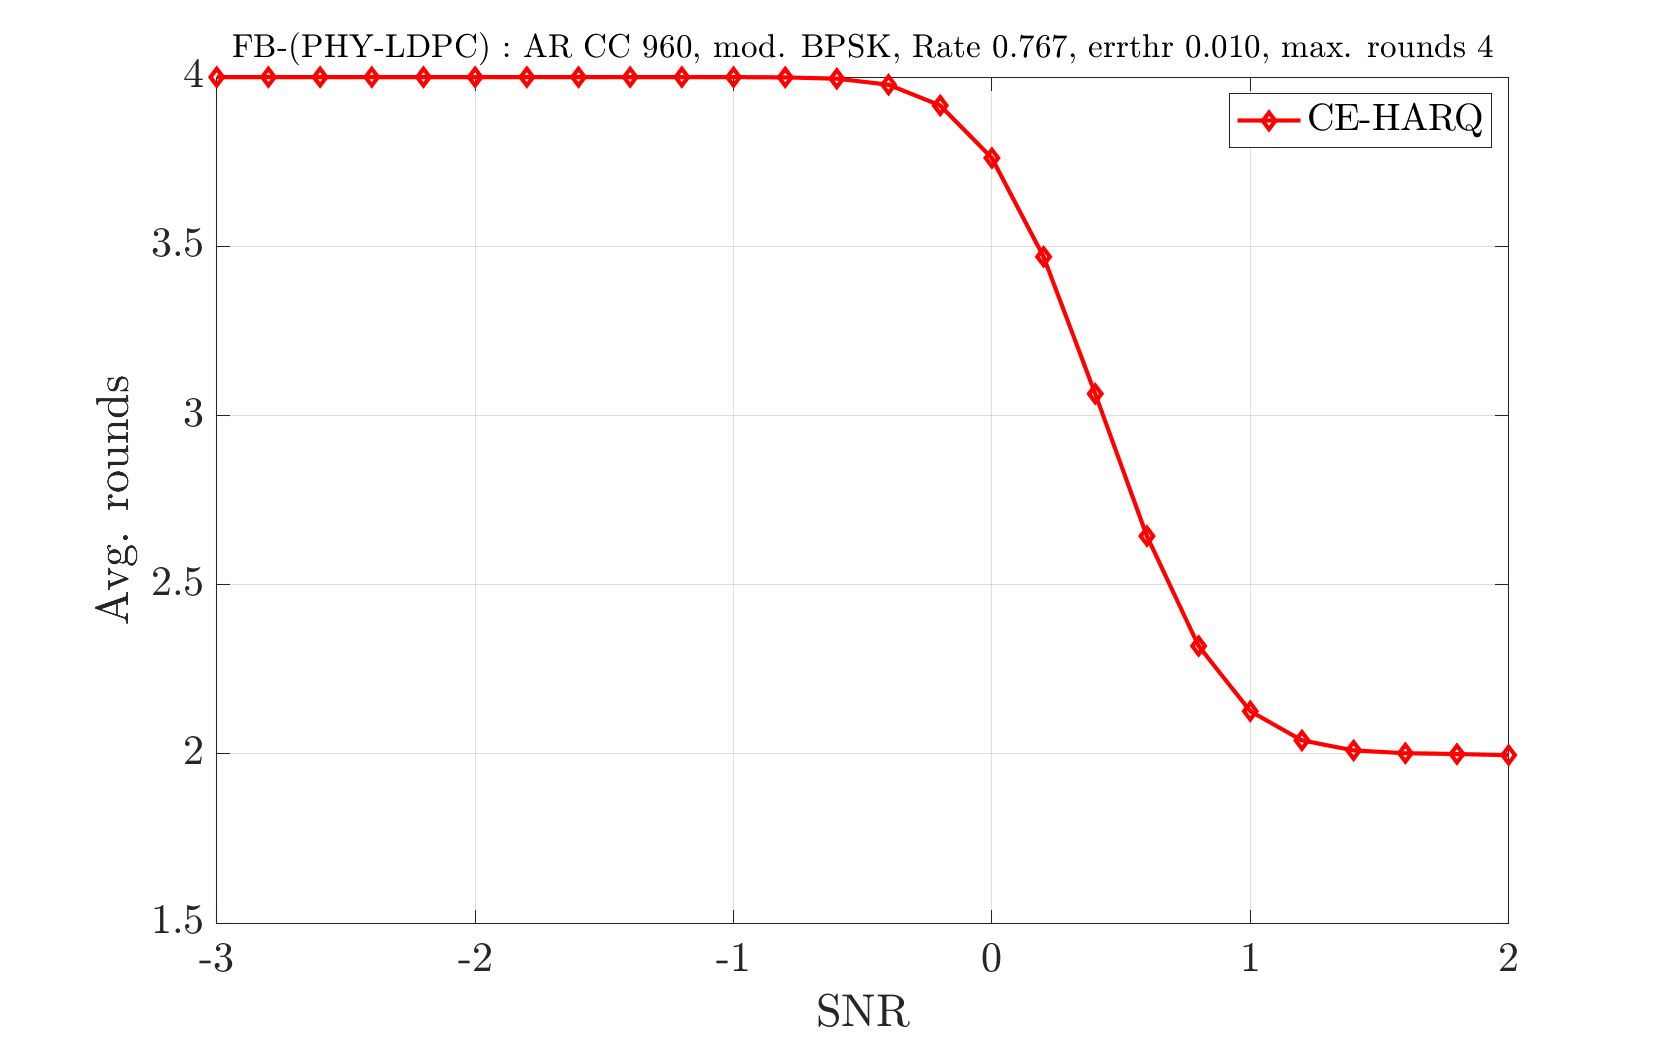 FB-(PHY-LDPC) : AR CC 960, mod. BPSK, Rate 0.767, errthr 0.010, max. rounds 4
CE-HARQ
4
3.5
3
2.5
2
1.5
Avg. rounds
-3 -2 -1 0 1 2
SNR